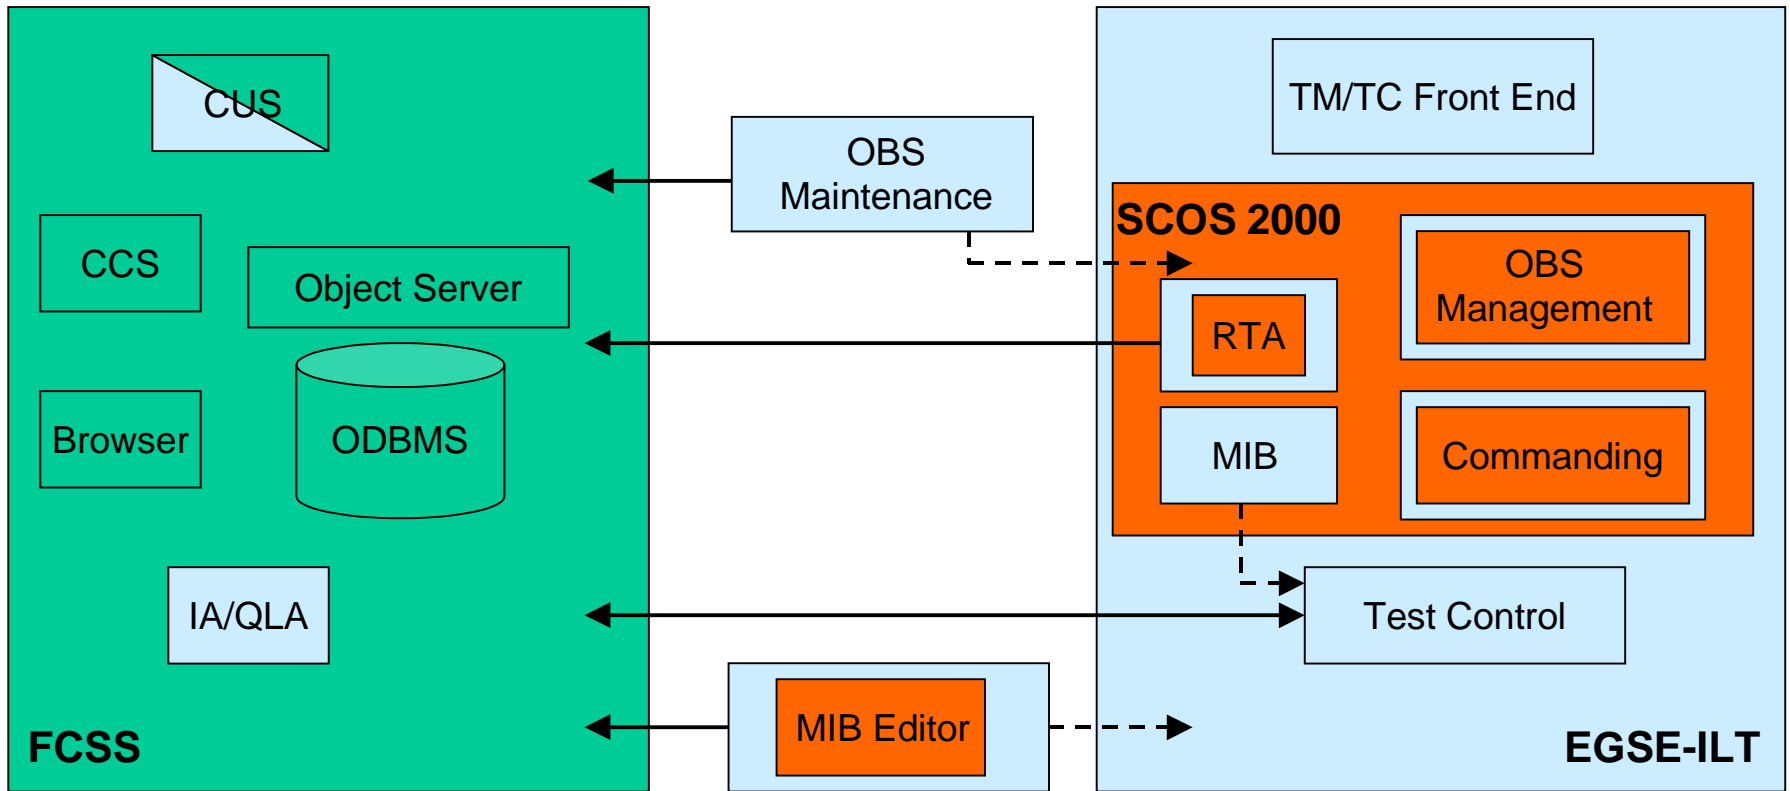 CUS
CCS
Object Server
Browser
ODBMS
IA/QLA
FCSS
OBS
Maintenance
MIB Editor
TM/TC Front End
SCOS 2000
OBS
Management
RTA
MIB
Commanding
Test Control
EGSE-ILT